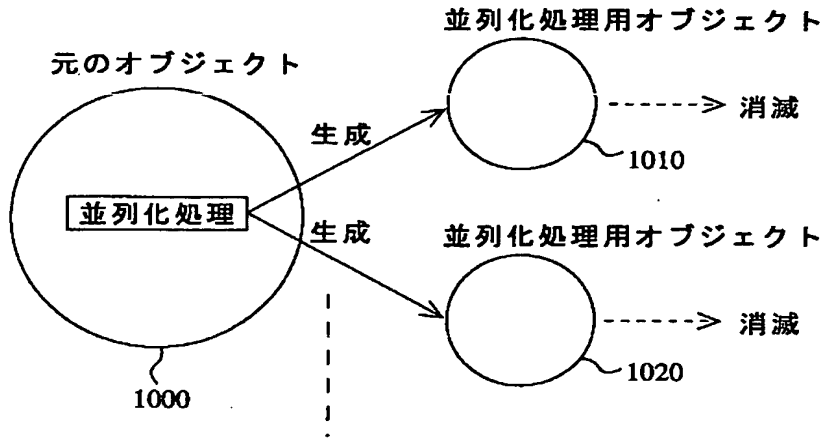 並列化処理用オブジェクト
元のオブジェクト
生成
消滅
1010
並列化処理
生成
並列化処理用オブジェクト
消滅
1020
1000